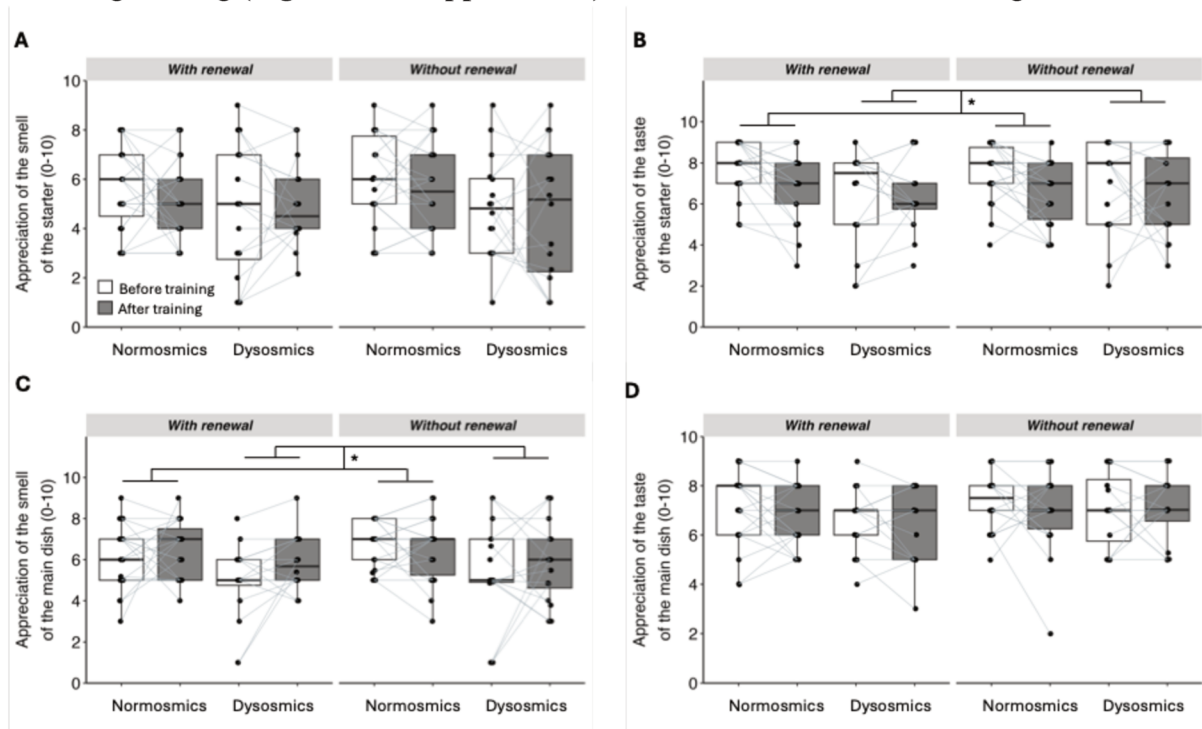 A
With renewal
Without renewal
Appreciation of the smell
of the starter (0-10)
10
8
6
4
2
0
Before training
After training
Normosmics
Dysosmics
Normosmics
Dysosmics
B
With renewal
Without renewal
*
Appreciation of the taste
of the starter (0-10)
10
8
6
4
2
0
Normosmics
Dysosmics
Normosmics
Dysosmics
C
With renewal
Without renewal
*
Appreciation of the smell
of the main dish (0-10)
10
8
6
4
2
0
Normosmics
Dysosmics
Normosmics
Dysosmics
D
With renewal
Without renewal
Appreciation of the taste
of the main dish (0-10)
10
8
6
4
2
0
Normosmics
Dysosmics
Normosmics
Dysosmics